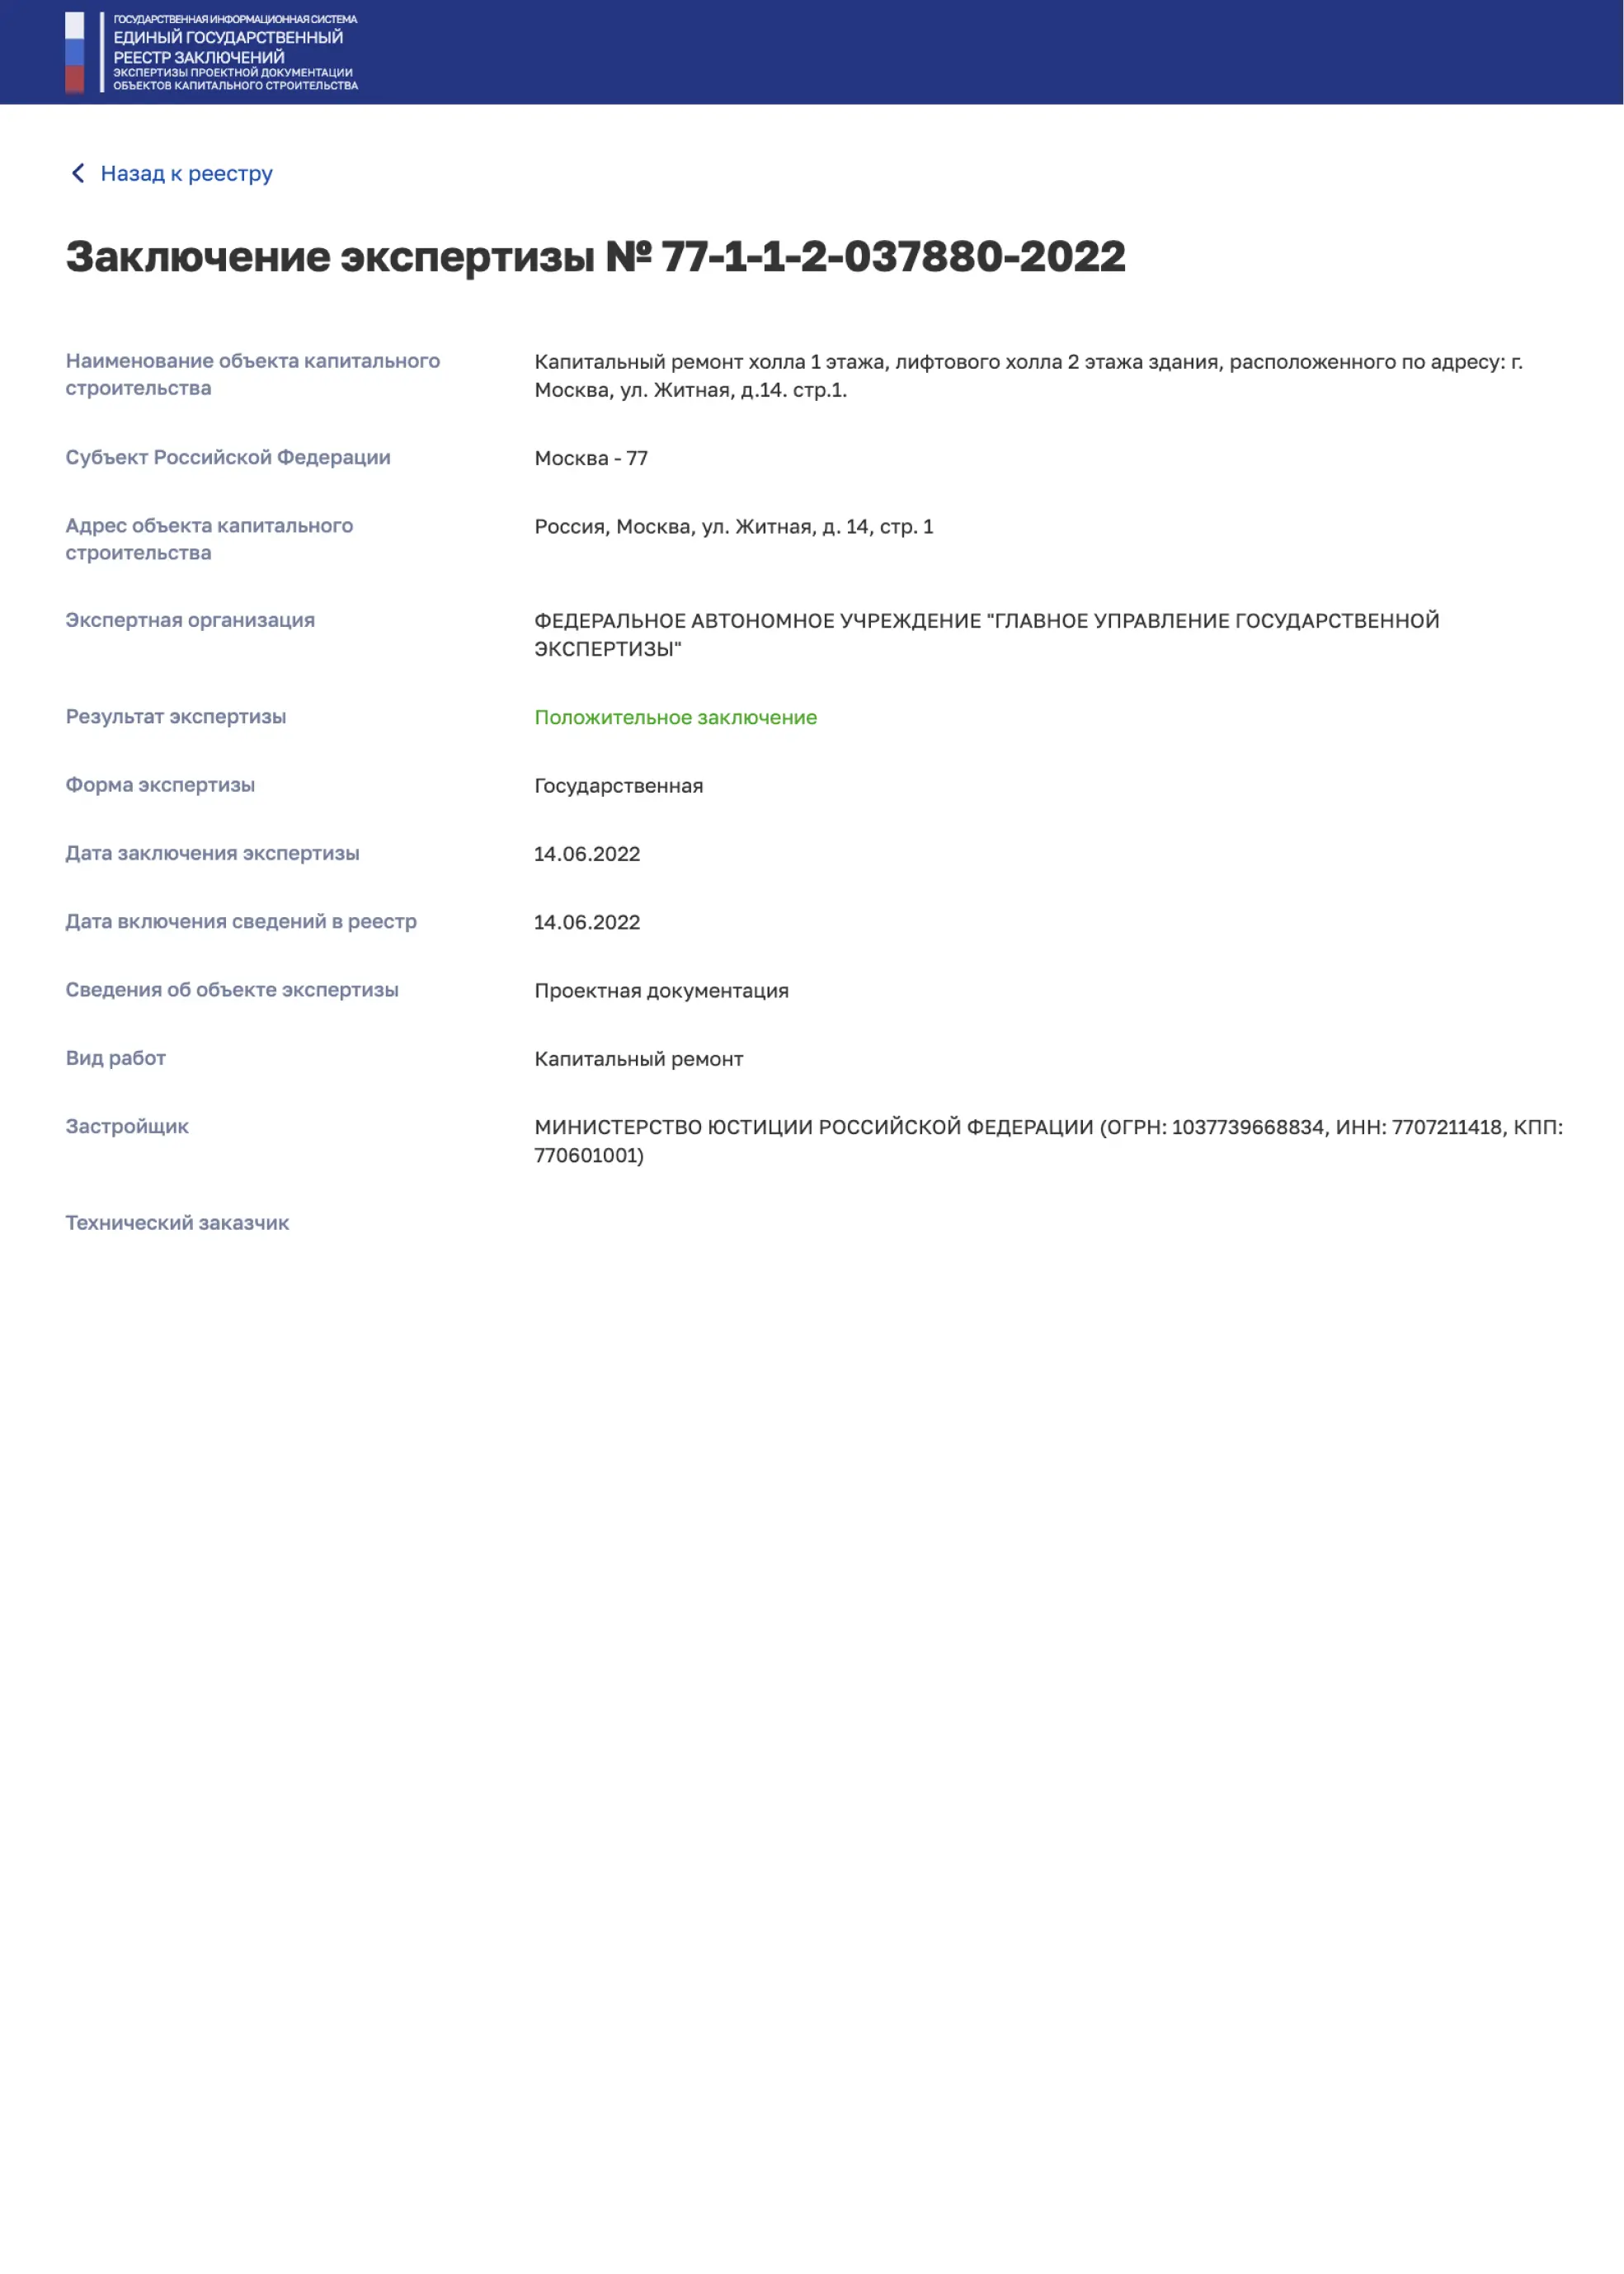 ГОСУДАРСТВЕННАЯ ИНФОРМАЦИОННАЯ СИСТЕМА
ЕДИНЫЙ ГОСУДАРСТВЕННЫЙ
РЕЕСТР ЗАКЛЮЧЕНИЙ
ЭКСПЕРТИЗЫ ПРОЕКТНОЙ ДОКУМЕНТАЦИИ
ОБЪЕКТОВ КАПИТАЛЬНОГО СТРОИТЕЛЬСТВА
Назад к реестру
Заключение экспертизы № 77-1-1-2-037880-2022
Наименование объекта капитального
строительства
Капитальный ремонт холла 1 этажа, лифтового холла 2 этажа здания, расположенного по адресу: г.
Москва, ул. Житная, д.14. стр.1.
Субъект Российской Федерации
Москва - 77
Адрес объекта капитального
строительства
Россия, Москва, ул. Житная, д. 14, стр. 1
Экспертная организация
ФЕДЕРАЛЬНОЕ АВТОНОМНОЕ УЧРЕЖДЕНИЕ "ГЛАВНОЕ УПРАВЛЕНИЕ ГОСУДАРСТВЕННОЙ
ЭКСПЕРТИЗЫ"
Результат экспертизы
Положительное заключение
Форма экспертизы
Государственная
Дата заключения экспертизы
14.06.2022
Дата включения сведений в реестр
14.06.2022
Сведения об объекте экспертизы
Проектная документация
Вид работ
Капитальный ремонт
Застройщик
МИНИСТЕРСТВО ЮСТИЦИИ РОССИЙСКОЙ ФЕДЕРАЦИИ (ОГРН: 1037739668834, ИНН: 7707211418, КПП:
770601001)
Технический заказчик